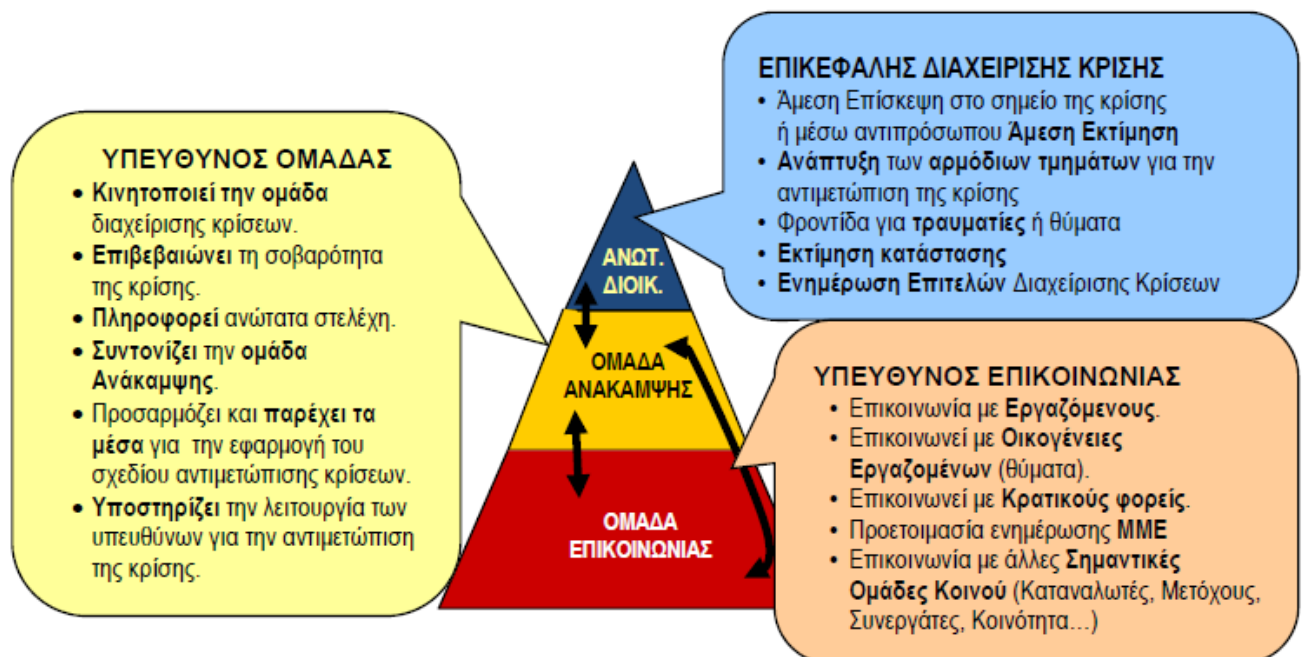 ΥΠΕΥΘΥΝΟΣ ΟΜΑΔΑΣ
• Κινητοποιεί την ομάδα
διαχείρισης κρίσεων.
• Επιβεβαιώνει τη σοβαρότητα
της κρίσης.
• Πληροφορεί ανώτατα στελέχη.
• Συντονίζει την ομάδα
Ανάκαμψης.
• Προσαρμόζει και παρέχει τα
μέσα για την εφαρμογή του
σχεδίου αντιμετώπισης κρίσεων.
• Υποστηρίζει την λειτουργία των
υπευθύνων για την αντιμετώπιση
της κρίσης.
ΑΝΩΤ.
ΔΙΟΙΚ.
ΟΜΑΔΑ
ΑΝΑΚΑΜΨΗΣ
ΟΜΑΔΑ
ΕΠΙΚΟΙΝΩΝΙΑΣ
ΕΠΙΚΕΦΑΛΗΣ ΔΙΑΧΕΙΡΙΣΗΣ ΚΡΙΣΗΣ
• Άμεση Επίσκεψη στο σημείο της κρίσης
ή μέσω αντιπρόσωπου Άμεση Εκτίμηση
• Ανάπτυξη των αρμόδιων τμημάτων για την
αντιμετώπιση της κρίσης
• Φροντίδα για τραυματίες ή θύματα
• Εκτίμηση κατάστασης
• Ενημέρωση Επιτελών Διαχείρισης Κρίσεων
ΥΠΕΥΘΥΝΟΣ ΕΠΙΚΟΙΝΩΝΙΑΣ
• Επικοινωνία με Εργαζόμενους.
• Επικοινωνεί με Οικογένειες
Εργαζομένων (θύματα).
• Επικοινωνεί με Κρατικούς φορείς.
• Προετοιμασία ενημέρωσης ΜΜΕ
• Επικοινωνία με άλλες Σημαντικές
Ομάδες Κοινού (Καταναλωτές, Μετόχους,
Συνεργάτες, Κοινότητα…)